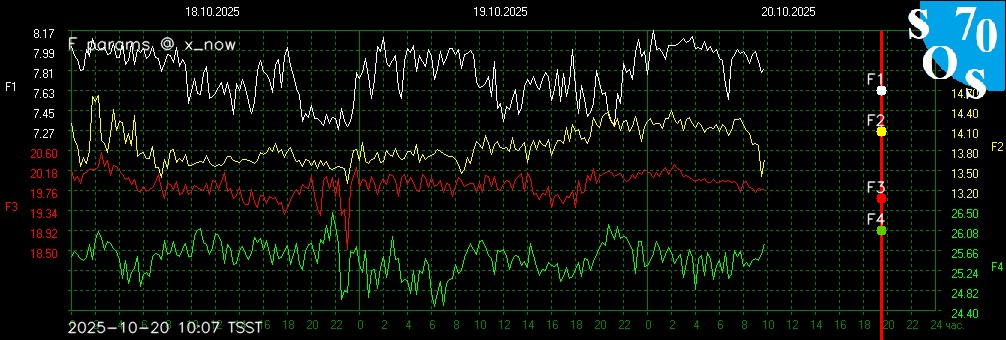 18.10.2025 19.10.2025 20.10.2025
SOS 70
F params @ x_now
F1
8.17
7.99
7.81
7.63
7.45
7.27
F3
20.60
20.18
19.76
19.34
18.92
18.50
F1
F2
F3
F4
F2
14.70
14.40
14.10
13.80
13.50
13.20
F4
26.50
26.08
25.66
25.24
24.82
24.40
2025-10-20 10:07 TSST
8 10 12 14 16 18 20 22 0 2 4 6 8 10 12 14 16 18 20 22 0 2 4 6 8 10 12 14 16 18 20 22 24 час.